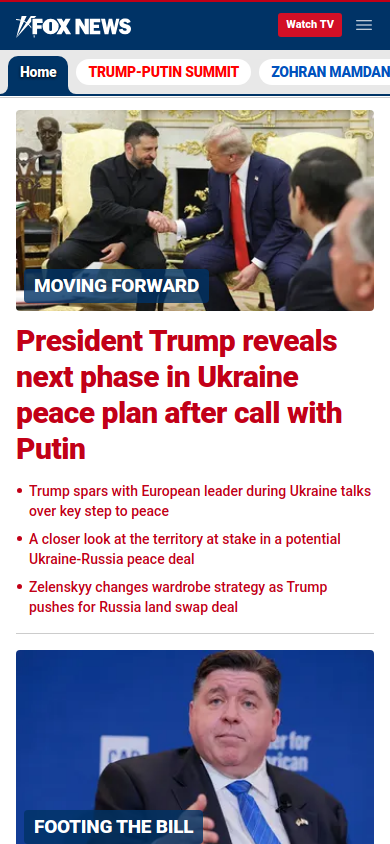 FOX NEWS
Watch TV
Home
TRUMP-PUTIN SUMMIT
ZOHRAN MAMDAN
MOVING FORWARD
President Trump reveals
next phase in Ukraine
peace plan after call with
Putin
• Trump spars with European leader during Ukraine talks
over key step to peace
• A closer look at the territory at stake in a potential
Ukraine-Russia peace deal
• Zelenskyy changes wardrobe strategy as Trump
pushes for Russia land swap deal
CAP
er for
rican
FOOTING THE BILL